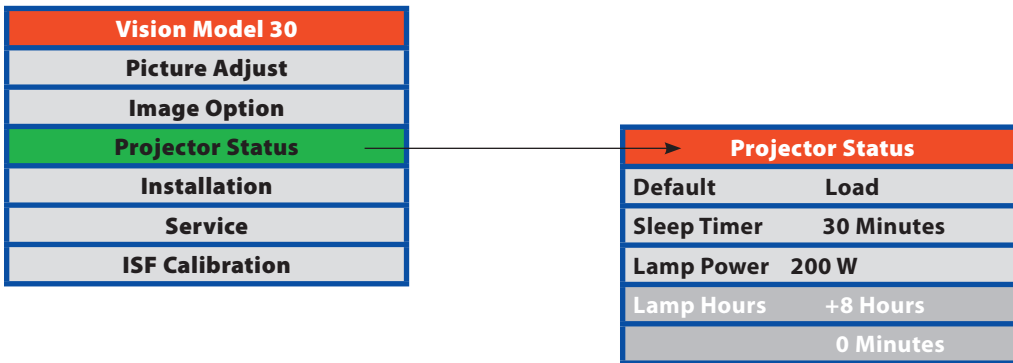 Vision Model 30
Picture Adjust
Image Option
Projector Status
Installation
Service
ISF Calibration
Projector Status
Default Load
Sleep Timer 30 Minutes
Lamp Power 200 W
Lamp Hours +8 Hours
0 Minutes